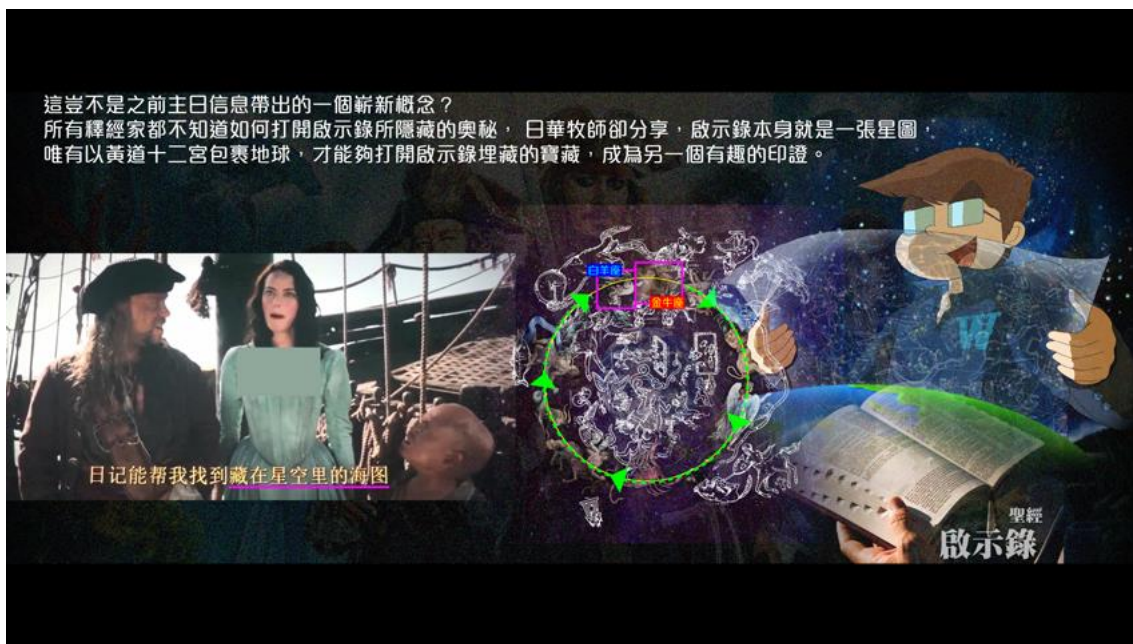 這豈不是之前主日信息帶出的一個嶄新概念？
所有釋經家都不知道如何打開啟示錄所隱藏的奧秘， 日華牧師卻分享，啟示錄本身就是一張星圖，
唯有以黃道十二宮包裹地球，才能夠打開啟示錄埋藏的寶藏，成為另一個有趣的印證。
白羊座
金牛座
日记能帮我找到藏在星空里的海图
聖經
啟示錄